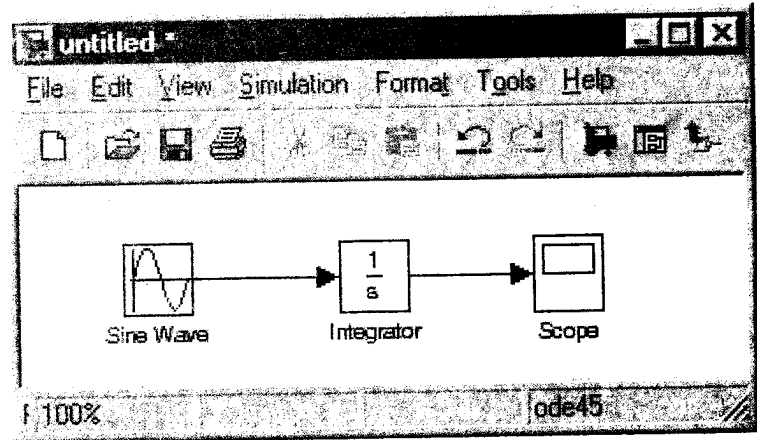 untitled *
File Edit View Simulation Format Tools Help
1
s
Sine Wave Integrator Scope
100% ode45